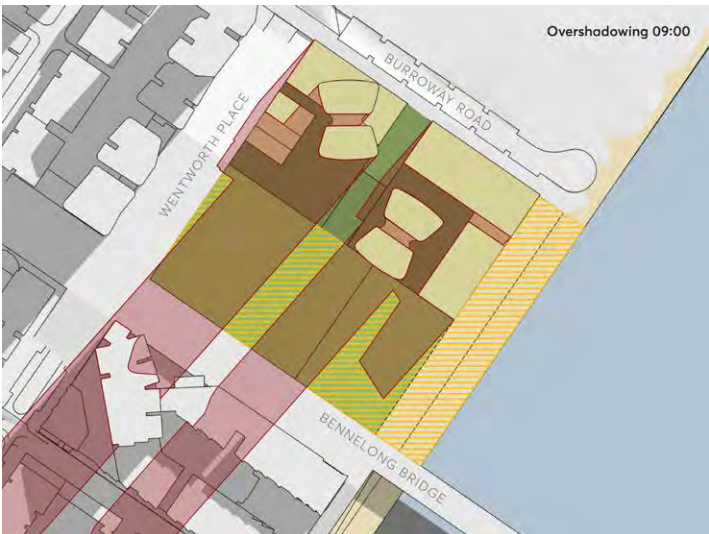 Overshadowing 09:00
BURROWAY ROAD
WENTWORTH PLACE
BENNELONG BRIDGE